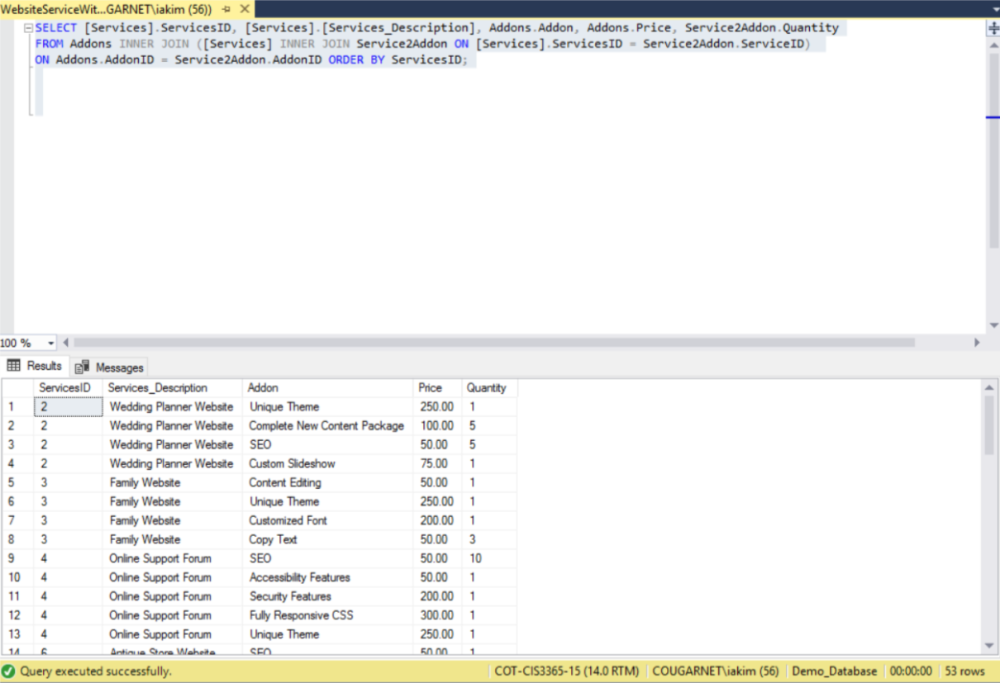 WebsiteServiceWit...GARNET\iakim (56))
SELECT [Services].ServicesID, [Services].[Services_Description], Addons.Addon, Addons.Price, Service2Addon.Quantity
FROM Addons INNER JOIN ([Services] INNER JOIN Service2Addon ON [Services].ServicesID = Service2Addon.ServiceID)
ON Addons.AddonID = Service2Addon.AddonID ORDER BY ServicesID;
100 %
Results Messages
ServicesID Services_Description Addon Price Quantity
1 2 Wedding Planner Website Unique Theme 250.00 1
2 2 Wedding Planner Website Complete New Content Package 100.00 5
3 2 Wedding Planner Website SEO 50.00 5
4 2 Wedding Planner Website Custom Slideshow 75.00 1
5 3 Family Website Content Editing 50.00 1
6 3 Family Website Unique Theme 250.00 1
7 3 Family Website Customized Font 200.00 1
8 3 Family Website Copy Text 50.00 3
9 4 Online Support Forum SEO 50.00 10
10 4 Online Support Forum Accessibility Features 50.00 1
11 4 Online Support Forum Security Features 200.00 1
12 4 Online Support Forum Fully Responsive CSS 300.00 1
13 4 Online Support Forum Unique Theme 250.00 1
14 6 Antique Store Website SEO 50.00 1
Query executed successfully. COT-CIS3365-15 (14.0 RTM) COUGARNET\iakim (56) Demo_Database 00:00:00 53 rows